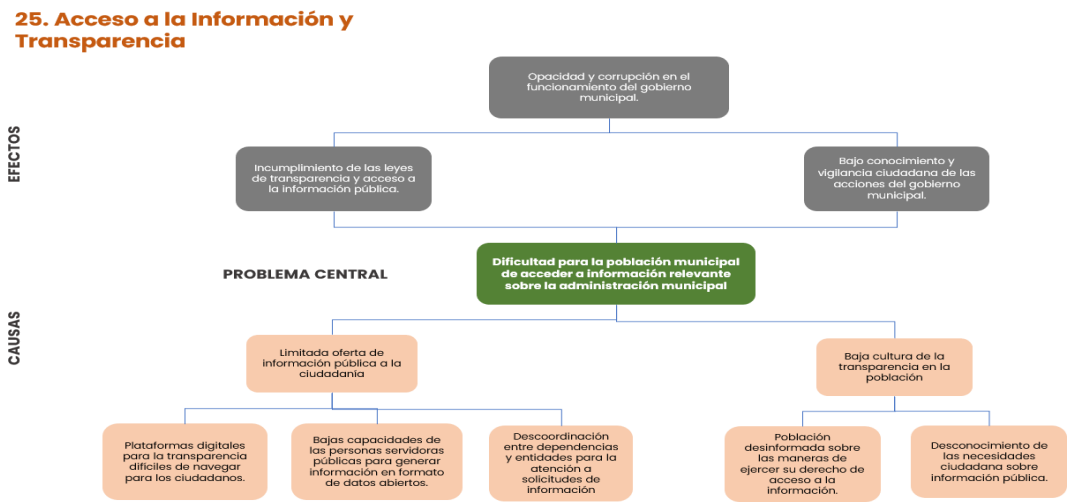 25. Acceso a la Información y
Transparencia
Opacidad y corrupción en el
funcionamiento del gobierno
municipal.
EFECTOS
Incumplimiento de las leyes
de transparencia y acceso a
la información pública.
Bajo conocimiento y
vigilancia ciudadana de las
acciones del gobierno
municipal.
PROBLEMA CENTRAL
Dificultad para la población municipal
de acceder a información relevante
sobre la administración municipal
CAUSAS
Limitada oferta de
información pública a la
ciudadanía
Baja cultura de la
transparencia en la
población
Plataformas digitales
para la transparencia
difíciles de navegar
para los ciudadanos.
Bajas capacidades de
las personas servidoras
públicas para generar
información en formato
de datos abiertos.
Descoordinación
entre dependencias
y entidades para la
atención a
solicitudes de
información
Población
desinformada sobre
las maneras de
ejercer su derecho de
acceso a la
información.
Desconocimiento de
las necesidades
ciudadana sobre
información pública.